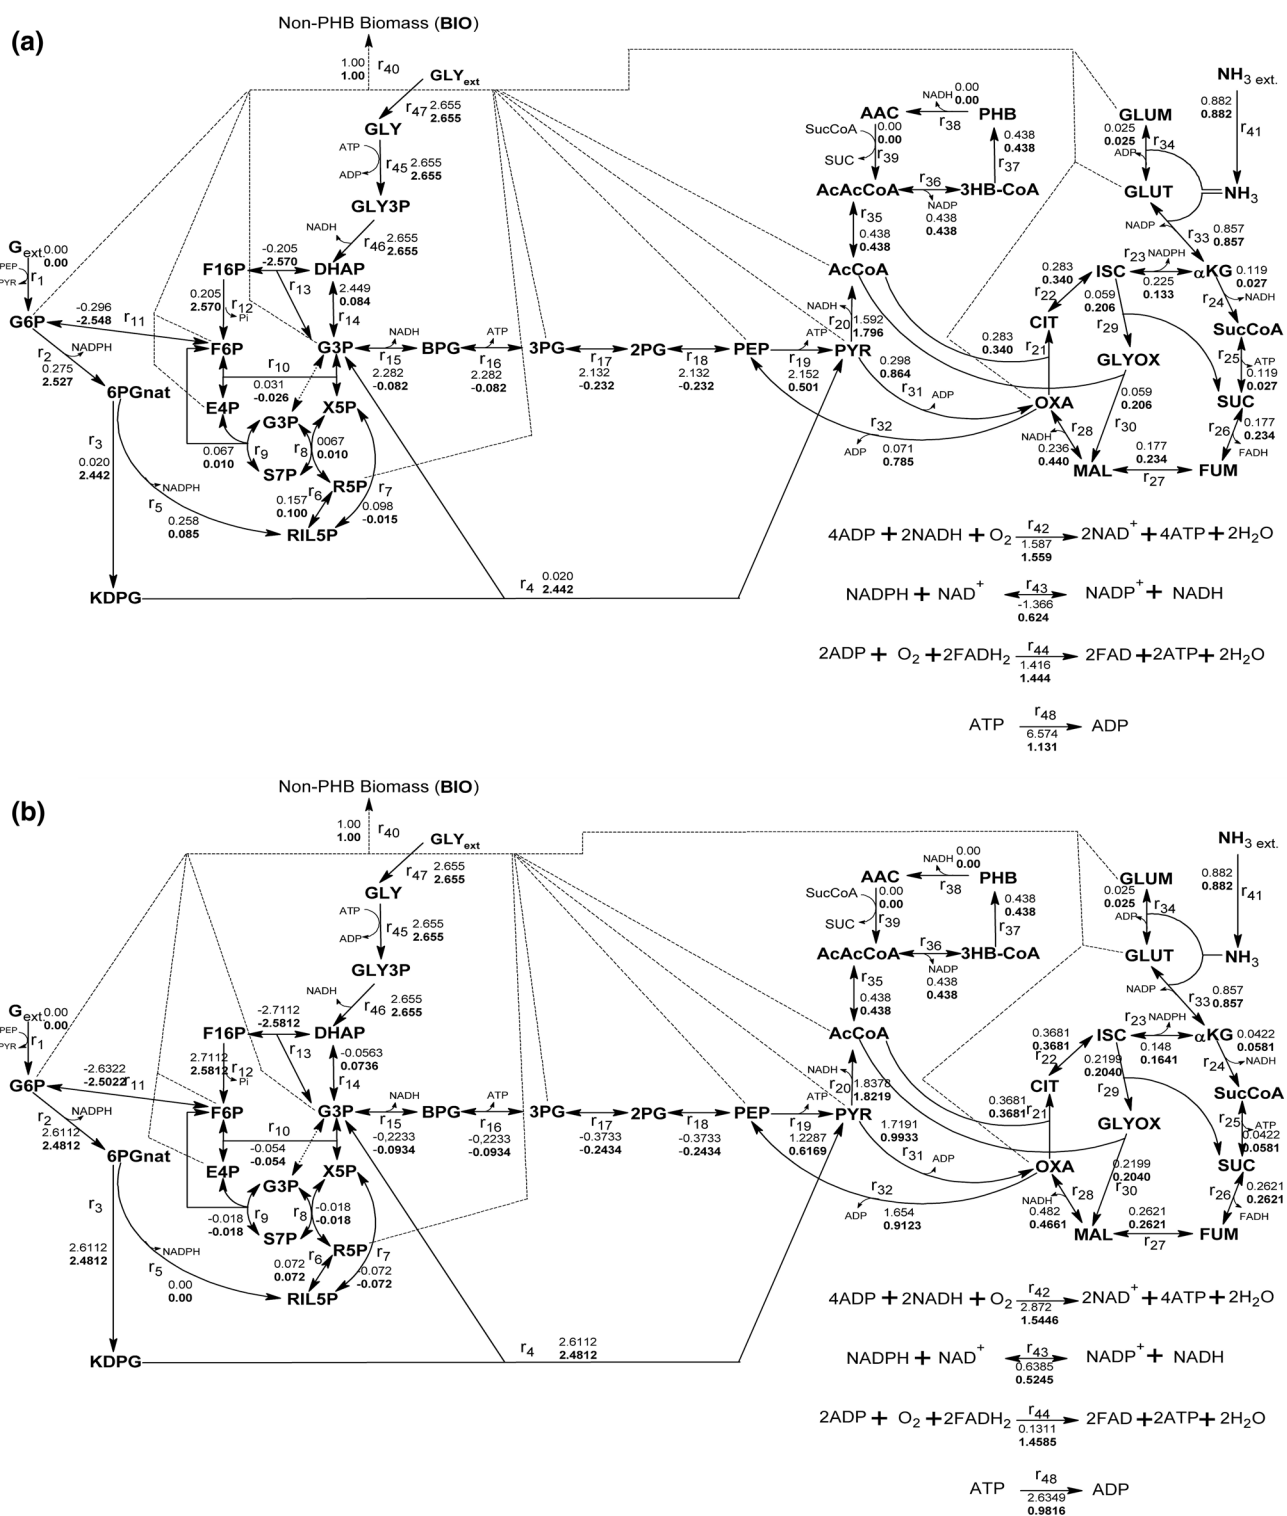 (a)
Non-PHB Biomass (BIO)
1.00
1.00
r40
GLYext
r47 2.655
2.655
GLY
ATP
ADP
r45 2.655
2.655
GLY3P
NADH
r46 2.655
2.655
Gext 0.00
0.00
PEP
PYR
r1
G6P
-0.296
-2.548
r11
r2
0.275
2.527
NADPH
6PGnat
r3
0.020
2.442
NADPH
r5
0.258
0.085
KDPG
r4 0.020
2.442
F16P
-0.205
-2.570
DHAP
r13
0.205
2.570
r12
Pi
2.449
0.084
r14
F6P
r10
0.031
-0.026
G3P
r15
NADH
2.282
-0.082
BPG
r16
ATP
2.282
-0.082
3PG
r17
2.132
-0.232
2PG
r18
2.132
-0.232
PEP
r19
ATP
2.152
0.501
PYR
E4P
G3P
X5P
0.067
0.010
r9
r8
0067
0.010
S7P
R5P
r7
0.098
-0.015
0.157
0.100
r6
RIL5P
NADH
r20
1.592
1.796
0.298
0.864
r31
ADP
r32
ADP
0.071
0.785
AcCoA
r35
0.438
0.438
AcAcCoA
r36
NADP
0.438
0.438
3HB-CoA
r37
0.438
0.438
PHB
r38
NADH
0.00
0.00
AAC
SucCoA
SUC
0.00
0.00
r39
NH3 ext.
0.882
0.882
r41
NH3
GLUM
0.025
0.025
ADP
r34
GLUT
NADP
r33
0.857
0.857
αKG
r23
NADPH
0.225
0.133
ISC
0.283
0.340
r22
CIT
r21
0.283
0.340
0.059
0.206
r29
GLYOX
0.059
0.206
r30
0.119
0.027
r24
NADH
SucCoA
r25
ATP
0.119
0.027
SUC
0.177
0.234
r26
FADH
FUM
0.177
0.234
r27
MAL
OXA
r28
NADH
0.236
0.440
4ADP + 2NADH + O2 r42 2NAD+ + 4ATP + 2H2O
1.587
1.559
NADPH + NAD+ r43 NADP+ + NADH
-1.366
0.624
2ADP + O2 + 2FADH2 r44 2FAD + 2ATP + 2H2O
1.416
1.444
ATP r48 ADP
6.574
1.131
(b)
Non-PHB Biomass (BIO)
1.00
1.00
r40
GLYext
r47 2.655
2.655
GLY
ATP
ADP
r45 2.655
2.655
GLY3P
NADH
r46 2.655
2.655
Gext 0.00
0.00
PEP
PYR
r1
G6P
-2.6322
-2.5022
r11
r2
2.6112
2.4812
NADPH
6PGnat
r3
2.6112
2.4812
NADPH
r5
0.00
0.00
KDPG
r4 2.6112
2.4812
F16P
-2.7112
-2.5812
DHAP
r13
2.7112
2.5812
r12
Pi
-0.0563
0.0736
r14
F6P
r10
-0.054
-0.054
G3P
r15
NADH
-0,2233
-0.0934
BPG
r16
ATP
-0,2233
-0.0934
3PG
r17
-0.3733
-0.2434
2PG
r18
-0.3733
-0.2434
PEP
r19
ATP
1.2287
0.6169
PYR
E4P
G3P
X5P
-0.018
-0.018
r9
r8
-0.018
-0.018
S7P
R5P
r7
-0.072
-0.072
0.072
0.072
r6
RIL5P
NADH
r20
1.8378
1.8219
1.7191
0.9933
r31
ADP
r32
ADP
1.654
0.9123
AcCoA
r35
0.438
0.438
AcAcCoA
r36
NADP
0.438
0.438
3HB-CoA
r37
0.438
0.438
PHB
r38
NADH
0.00
0.00
AAC
SucCoA
SUC
0.00
0.00
r39
NH3 ext.
0.882
0.882
r41
NH3
GLUM
0.025
0.025
ADP
r34
GLUT
NADP
r33
0.857
0.857
αKG
r23
NADPH
0.148
0.1641
ISC
0.3681
0.3681
r22
CIT
r21
0.3681
0.3681
0.2199
0.2040
r29
GLYOX
0.2199
0.2040
r30
0.0422
0.0581
r24
NADH
SucCoA
r25
ATP
0.0422
0.0581
SUC
0.2621
0.2621
r26
FADH
FUM
0.2621
0.2621
r27
MAL
OXA
r28
NADH
0.482
0.4661
4ADP + 2NADH + O2 r42 2NAD+ + 4ATP + 2H2O
2.872
1.5446
NADPH + NAD+ r43 NADP+ + NADH
0.6385
0.5245
2ADP + O2 + 2FADH2 r44 2FAD + 2ATP + 2H2O
0.1311
1.4585
ATP r48 ADP
2.6349
0.9816